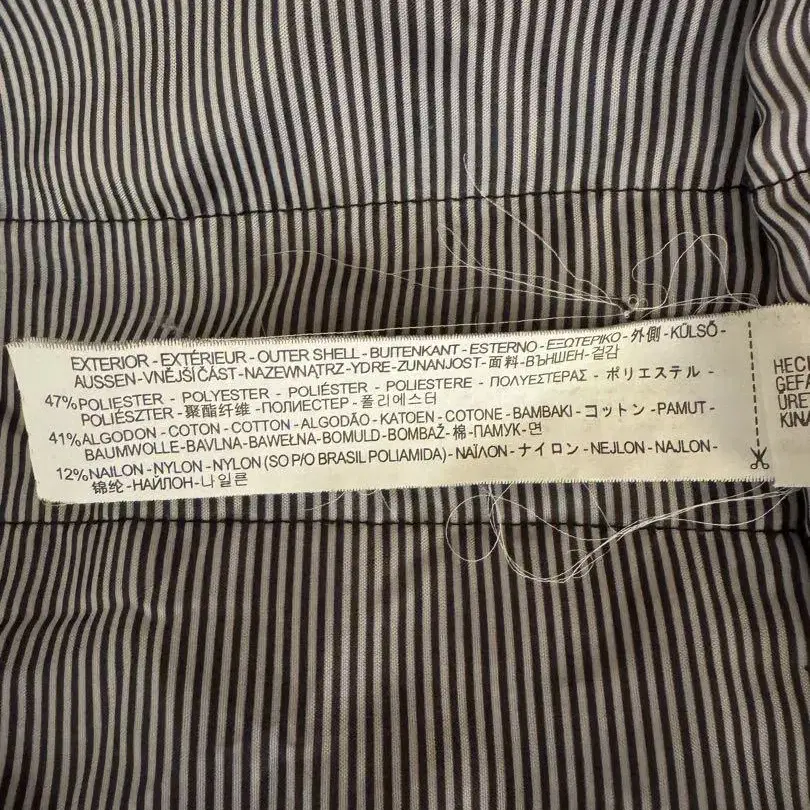 EXTERIOR - EXTÉRIEUR - OUTER SHELL - BUITENKANT - ESTERNO - ΕΞΩΤΕΡΙΚΟ - 外側 - KÜLSŐ -
AUSSEN - VNĚJŠÍ ČÁST - NAZEWNĄTRZ - YDRE - ZUNANJOST - 面料 - ВЪНШЕН - 겉감
47% POLIESTER - POLYESTER - POLIÉSTER - POLIESTERE - ΠΟΛΥΕΣΤΕΡΑΣ - ポリエステル -
POLIÉSZTER - 聚酯纤维 - ПОЛИЕСТЕР - 폴리에스터
41% ALGODON - COTON - COTTON - ALGODÃO - KATOEN - COTONE - BAMBAKI - コットン - PAMUT -
BAUMWOLLE - BAVLNA - BAWEŁNA - BOMULD - BOMBAŽ - 棉 - ПАМУК - 면
12% NAILON - NYLON - NYLON (SO P/O BRASIL POLIAMIDA) - ΝΑΪΛΟΝ - ナイロン - NEJLON - NAJLON -
锦纶 - НАЙЛОН - 나일론
HEC
GEFA
ÜRET
KINA